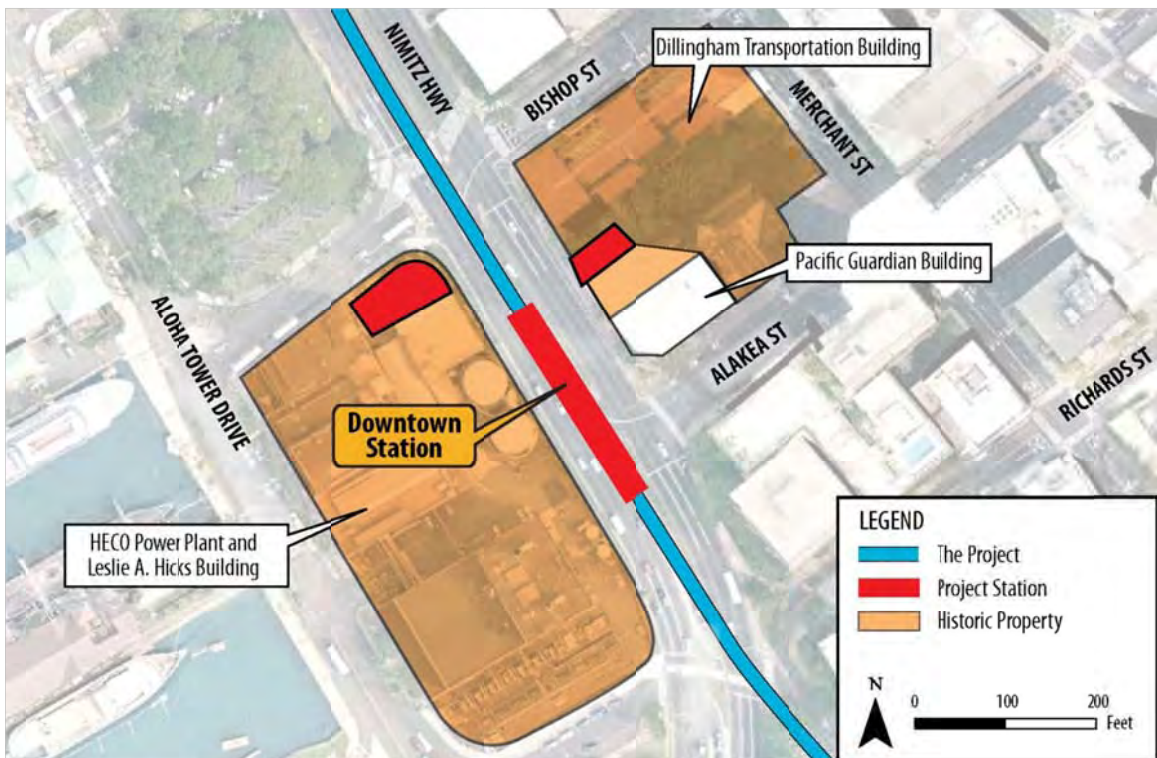 NIMITZ HWY
BISHOP ST
Dillingham Transportation Building
MERCHANT ST
Pacific Guardian Building
ALAKEA ST
RICHARDS ST
ALOHA TOWER DRIVE
Downtown
Station
HECO Power Plant and
Leslie A. Hicks Building
LEGEND
The Project
Project Station
Historic Property
N
0 100 200
Feet